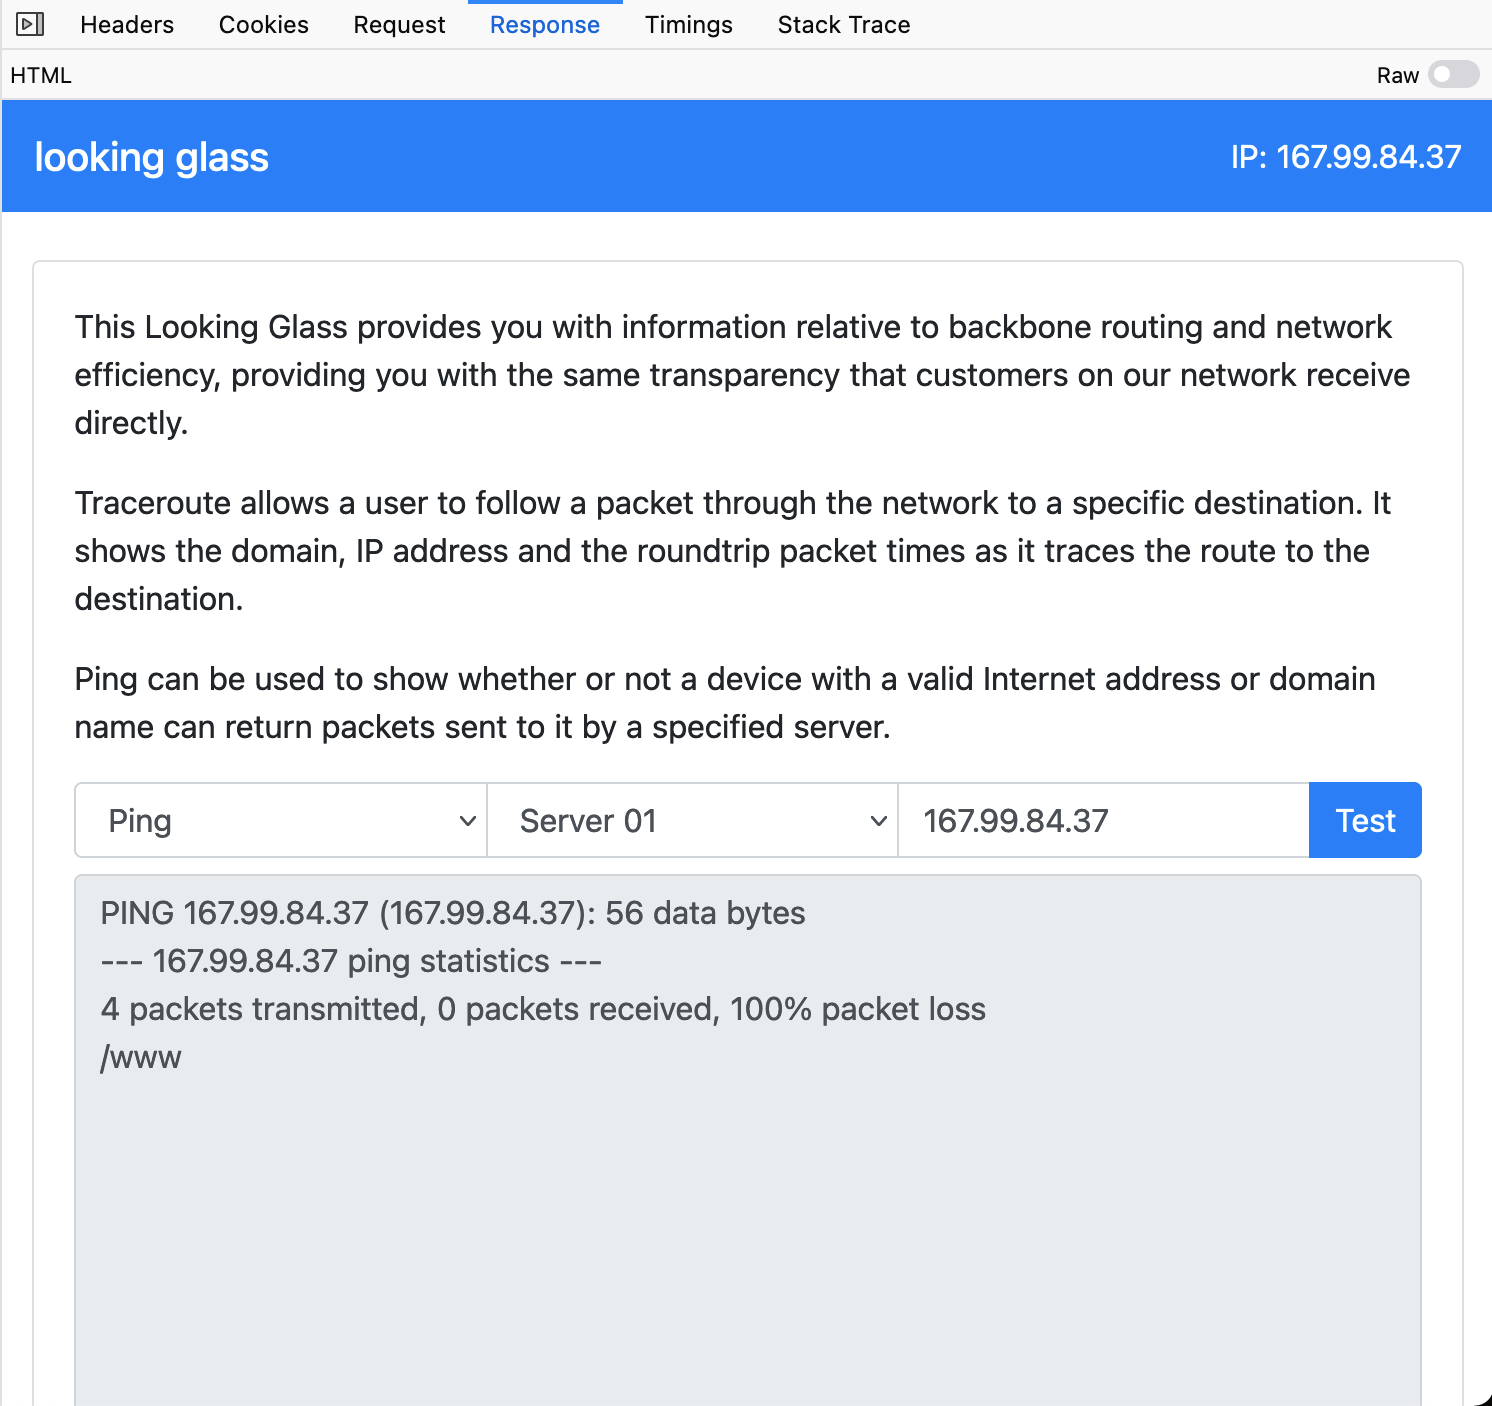 Headers Cookies Request Response Timings Stack Trace
HTML Raw
looking glass IP: 167.99.84.37
This Looking Glass provides you with information relative to backbone routing and network
efficiency, providing you with the same transparency that customers on our network receive
directly.
Traceroute allows a user to follow a packet through the network to a specific destination. It
shows the domain, IP address and the roundtrip packet times as it traces the route to the
destination.
Ping can be used to show whether or not a device with a valid Internet address or domain
name can return packets sent to it by a specified server.
Ping Server 01 167.99.84.37 Test
PING 167.99.84.37 (167.99.84.37): 56 data bytes
--- 167.99.84.37 ping statistics ---
4 packets transmitted, 0 packets received, 100% packet loss
/www